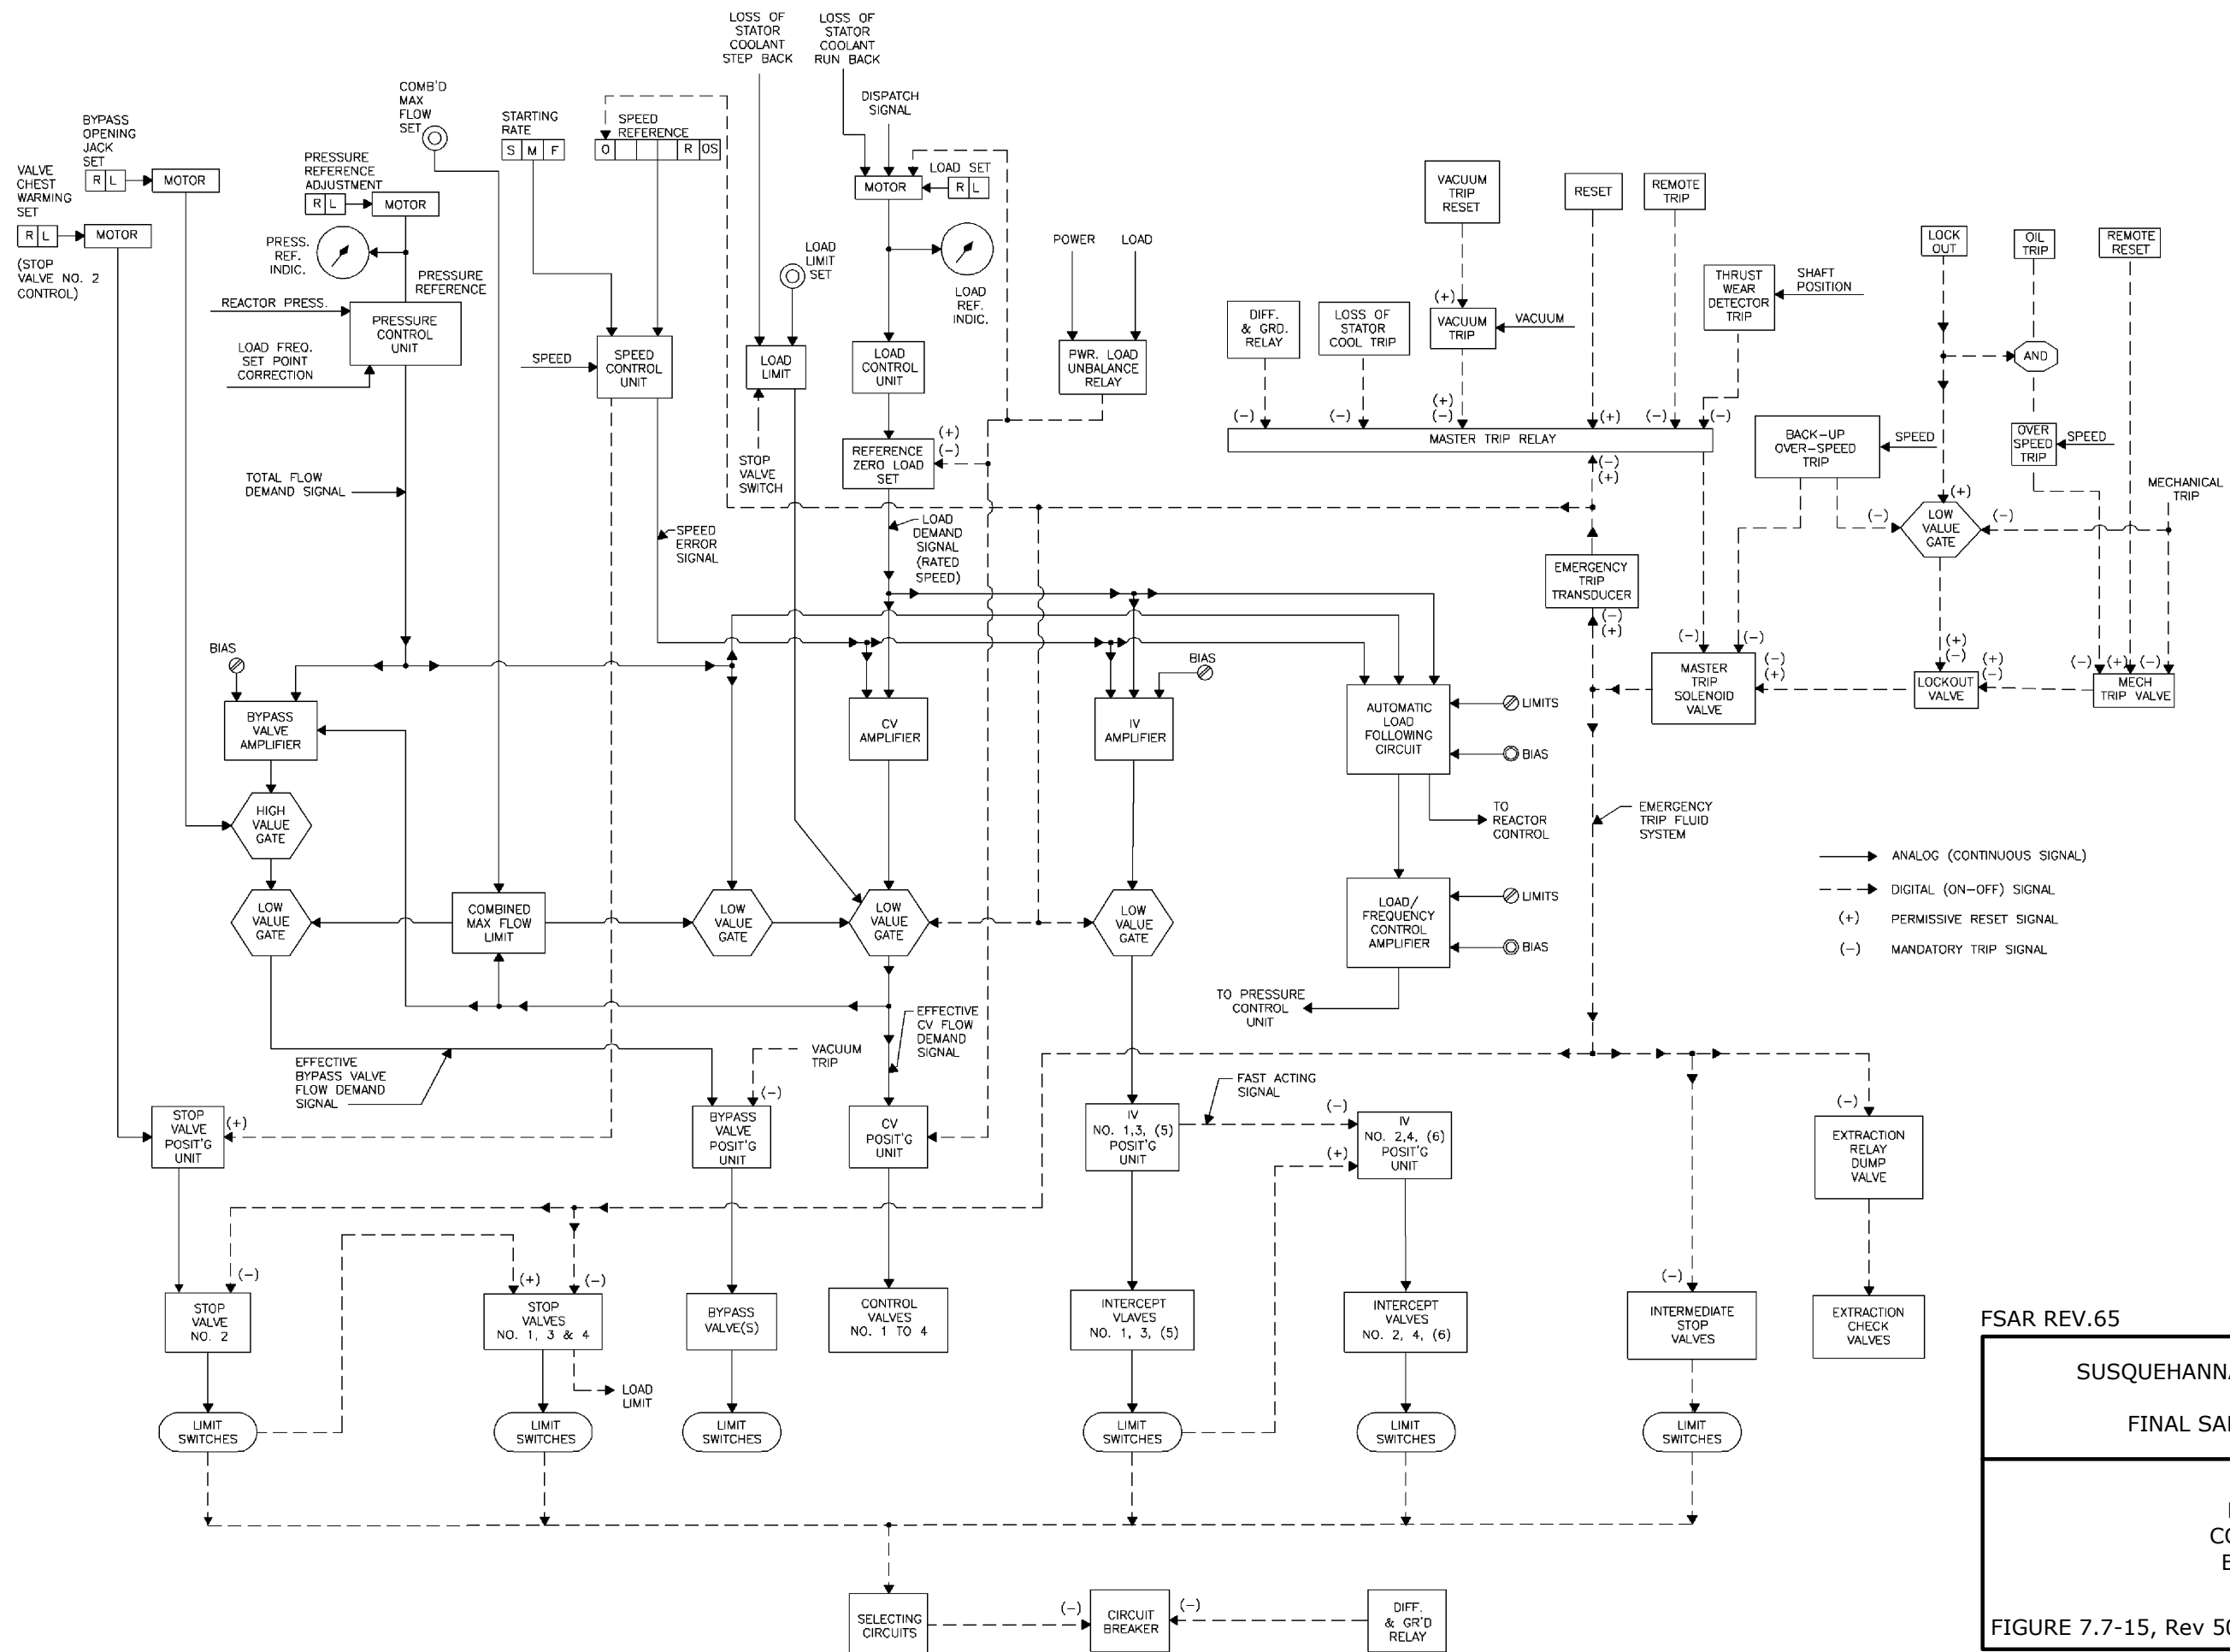 LOSS OF
STATOR
COOLANT
STEP BACK
LOSS OF
STATOR
COOLANT
RUN BACK
DISPATCH
SIGNAL
COMB'D
MAX
FLOW
SET
STARTING
RATE
S M F
SPEED
REFERENCE
O R OS
BYPASS
OPENING
JACK
SET
R L
MOTOR
VALVE
CHEST
WARMING
SET
R L
MOTOR
(STOP
VALVE NO. 2
CONTROL)
PRESSURE
REFERENCE
ADJUSTMENT
R L
MOTOR
PRESS.
REF.
INDIC.
PRESSURE
REFERENCE
REACTOR PRESS.
PRESSURE
CONTROL
UNIT
LOAD FREQ.
SET POINT
CORRECTION
LOAD SET
MOTOR
R L
LOAD
REF.
INDIC.
LOAD
LIMIT
SET
POWER
LOAD
SPEED
SPEED
CONTROL
UNIT
LOAD
LIMIT
LOAD
CONTROL
UNIT
PWR. LOAD
UNBALANCE
RELAY
VACUUM
TRIP
RESET
RESET
REMOTE
TRIP
LOCK
OUT
OIL
TRIP
REMOTE
RESET
THRUST
WEAR
DETECTOR
TRIP
SHAFT
POSITION
DIFF.
& GRD.
RELAY
LOSS OF
STATOR
COOL TRIP
(+)
VACUUM
TRIP
VACUUM
AND
(-)
(-)
(+)
(-)
(+)
(-)
(-)
MASTER TRIP RELAY
(-)
(+)
STOP
VALVE
SWITCH
REFERENCE
ZERO LOAD
SET
(+)
(-)
BACK-UP
OVER-SPEED
TRIP
SPEED
OVER
SPEED
TRIP
SPEED
MECHANICAL
TRIP
TOTAL FLOW
DEMAND SIGNAL
SPEED
ERROR
SIGNAL
LOAD
DEMAND
SIGNAL
(RATED
SPEED)
(+)
(-)
LOW
VALUE
GATE
(-)
EMERGENCY
TRIP
TRANSDUCER
(-)
(+)
BIAS
BYPASS
VALVE
AMPLIFIER
CV
AMPLIFIER
IV
AMPLIFIER
BIAS
AUTOMATIC
LOAD
FOLLOWING
CIRCUIT
LIMITS
BIAS
(-)
(-)
MASTER
TRIP
SOLENOID
VALVE
(-)
(+)
(+)
(-)
LOCKOUT
VALVE
(+)
(-)
(-)
(+)
(-)
MECH
TRIP VALVE
HIGH
VALUE
GATE
TO
REACTOR
CONTROL
EMERGENCY
TRIP FLUID
SYSTEM
LOW
VALUE
GATE
COMBINED
MAX FLOW
LIMIT
LOW
VALUE
GATE
LOW
VALUE
GATE
LOW
VALUE
GATE
LOAD/
FREQUENCY
CONTROL
AMPLIFIER
LIMITS
BIAS
ANALOG (CONTINUOUS SIGNAL)
DIGITAL (ON-OFF) SIGNAL
(+) PERMISSIVE RESET SIGNAL
(-) MANDATORY TRIP SIGNAL
TO PRESSURE
CONTROL
UNIT
EFFECTIVE
CV FLOW
DEMAND
SIGNAL
EFFECTIVE
BYPASS VALVE
FLOW DEMAND
SIGNAL
VACUUM
TRIP
(-)
FAST ACTING
SIGNAL
STOP
VALVE
POSIT'G
UNIT
(+)
BYPASS
VALVE
POSIT'G
UNIT
CV
POSIT'G
UNIT
IV
NO. 1,3, (5)
POSIT'G
UNIT
(-)
(+)
IV
NO. 2,4, (6)
POSIT'G
UNIT
(-)
EXTRACTION
RELAY
DUMP
VALVE
(-)
STOP
VALVE
NO. 2
(+)
(-)
STOP
VALVES
NO. 1, 3 & 4
BYPASS
VALVE(S)
CONTROL
VALVES
NO. 1 TO 4
INTERCEPT
VLAVES
NO. 1, 3, (5)
INTERCEPT
VALVES
NO. 2, 4, (6)
(-)
INTERMEDIATE
STOP
VALVES
EXTRACTION
CHECK
VALVES
LOAD
LIMIT
LIMIT
SWITCHES
LIMIT
SWITCHES
LIMIT
SWITCHES
LIMIT
SWITCHES
LIMIT
SWITCHES
LIMIT
SWITCHES
SELECTING
CIRCUITS
(-)
CIRCUIT
BREAKER
(-)
DIFF.
& GR'D
RELAY
FSAR REV.65
SUSQUEHANNA
FINAL
FIGURE 7.7-15, Rev